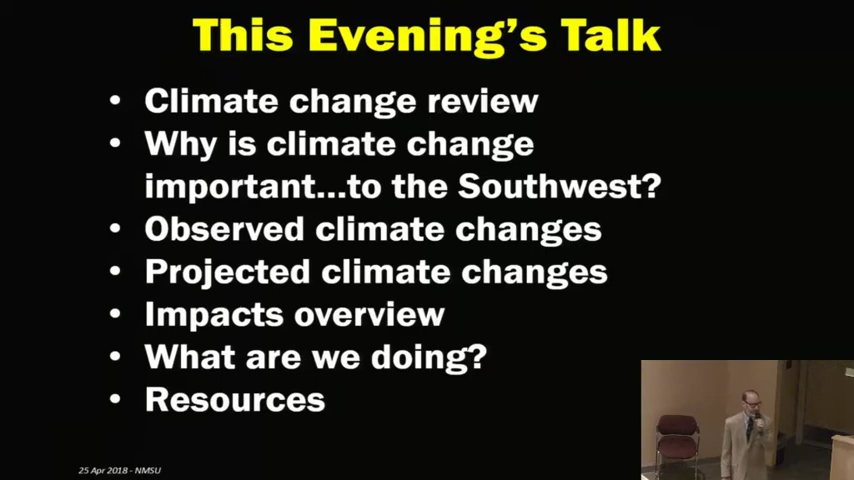 This Evening's Talk
• Climate change review
• Why is climate change
important...to the Southwest?
• Observed climate changes
• Projected climate changes
• Impacts overview
• What are we doing?
• Resources
25 Apr 2018 - NMSU